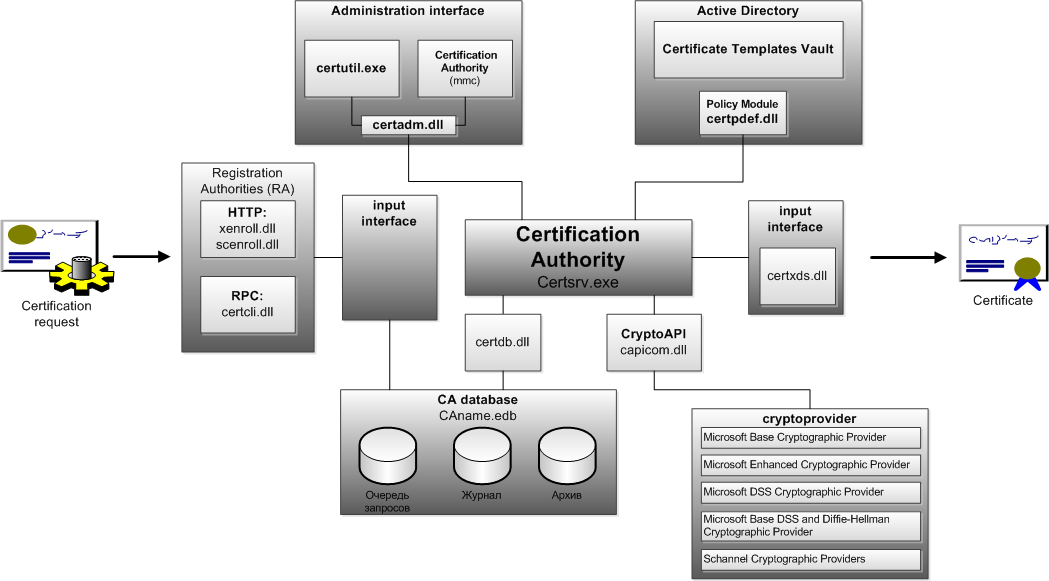 Administration interface
certutil.exe
Certification
Authority
(mmc)
certadm.dll
Active Directory
Certificate Templates Vault
Policy Module
certpdef.dll
Certification
request
Registration
Authorities (RA)
HTTP:
xenroll.dll
scenroll.dll
RPC:
certcli.dll
input
interface
Certification
Authority
Certsrv.exe
input
interface
certxds.dll
Certificate
certdb.dll
CryptoAPI
capicom.dll
CA database
CAname.edb
Очередь
запросов
Журнал
Архив
cryptoprovider
Microsoft Base Cryptographic Provider
Microsoft Enhanced Cryptographic Provider
Microsoft DSS Cryptographic Provider
Microsoft Base DSS and Diffie-Hellman
Cryptographic Provider
Schannel Cryptographic Providers